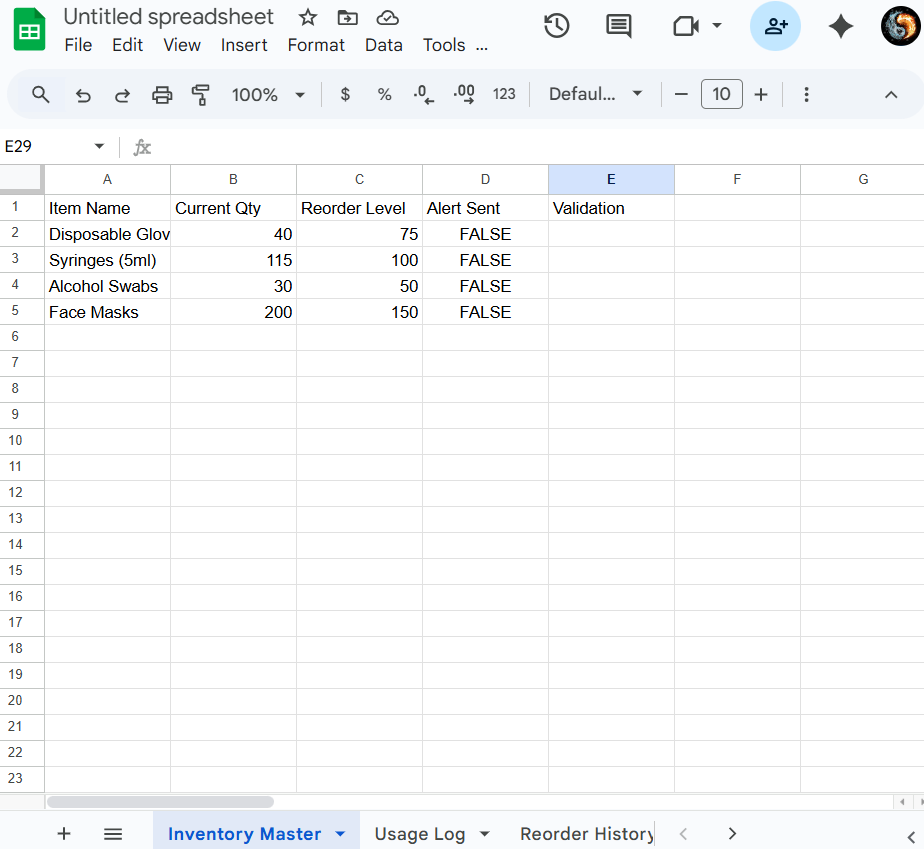 Untitled spreadsheet
File Edit View Insert Format Data Tools ...
100% $ % .0 .00 123 Defaul... 10
E29 fx
A B C D E F G
1 Item Name Current Qty Reorder Level Alert Sent Validation
2 Disposable Glov 40 75 FALSE
3 Syringes (5ml) 115 100 FALSE
4 Alcohol Swabs 30 50 FALSE
5 Face Masks 200 150 FALSE
6
7
8
9
10
11
12
13
14
15
16
17
18
19
20
21
22
23
Inventory Master Usage Log Reorder History